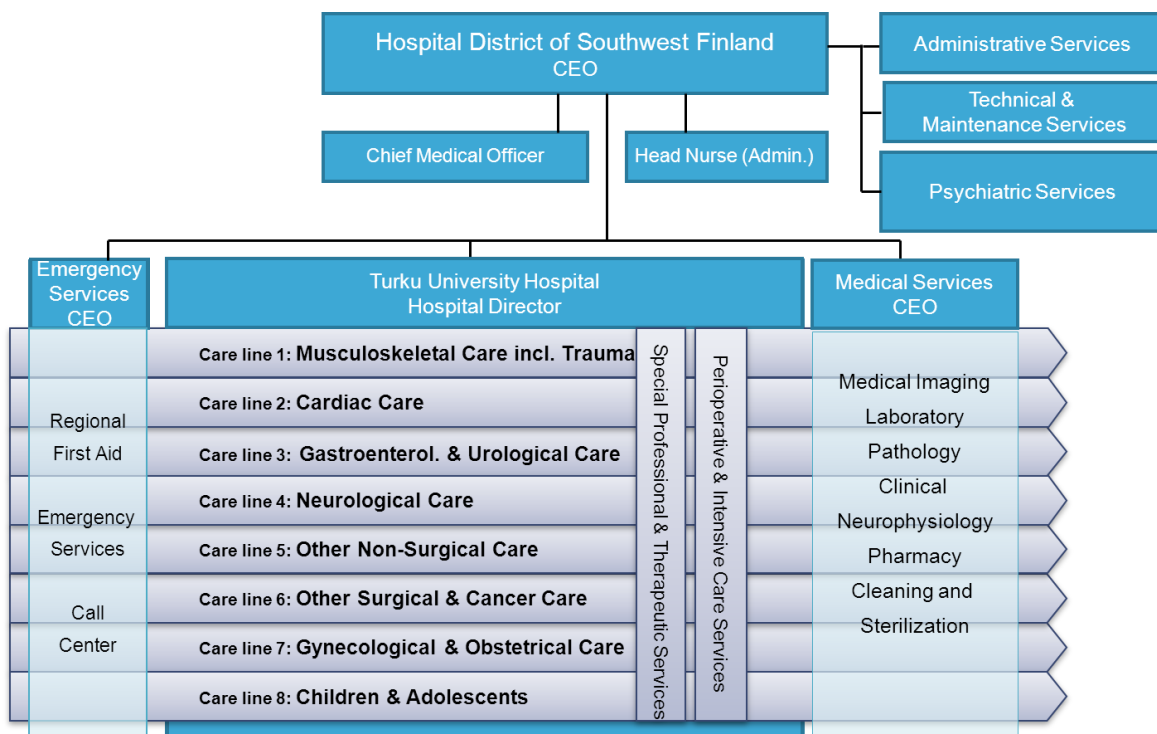 Hospital District of Southwest Finland
CEO
Administrative Services
Technical &
Maintenance Services
Psychiatric Services
Chief Medical Officer
Head Nurse (Admin.)
Emergency
Services
CEO
Turku University Hospital
Hospital Director
Medical Services
CEO
Care line 1: Musculoskeletal Care incl. Trauma
Care line 2: Cardiac Care
Care line 3: Gastroenterol. & Urological Care
Care line 4: Neurological Care
Care line 5: Other Non-Surgical Care
Care line 6: Other Surgical & Cancer Care
Care line 7: Gynecological & Obstetrical Care
Care line 8: Children & Adolescents
Regional
First Aid
Emergency
Services
Call
Center
Special Professional & Therapeutic Services
Perioperative & Intensive Care Services
Medical Imaging
Laboratory
Pathology
Clinical
Neurophysiology
Pharmacy
Cleaning and
Sterilization